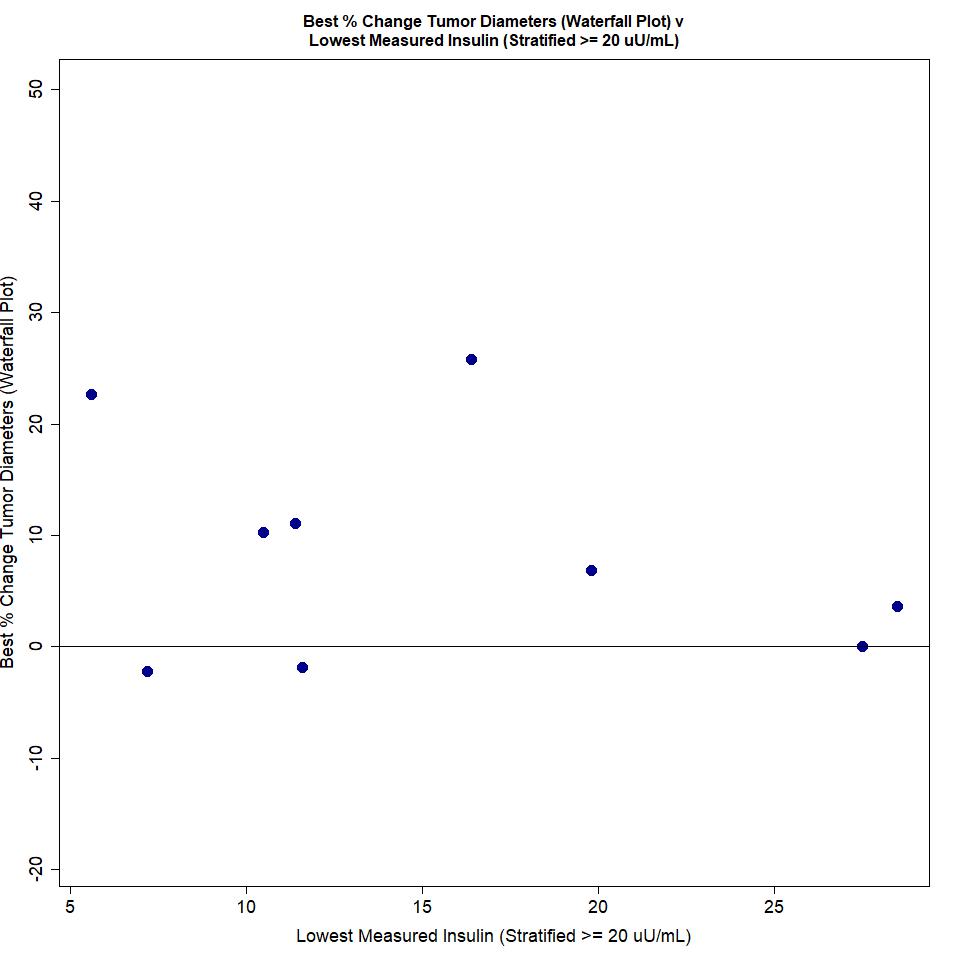 Best % Change Tumor Diameters (Waterfall Plot) v
Lowest Measured Insulin (Stratified >= 20 uU/mL)
Best % Change Tumor Diameters (Waterfall Plot)
50
40
30
20
10
0
-10
-20
5 10 15 20 25
Lowest Measured Insulin (Stratified >= 20 uU/mL)